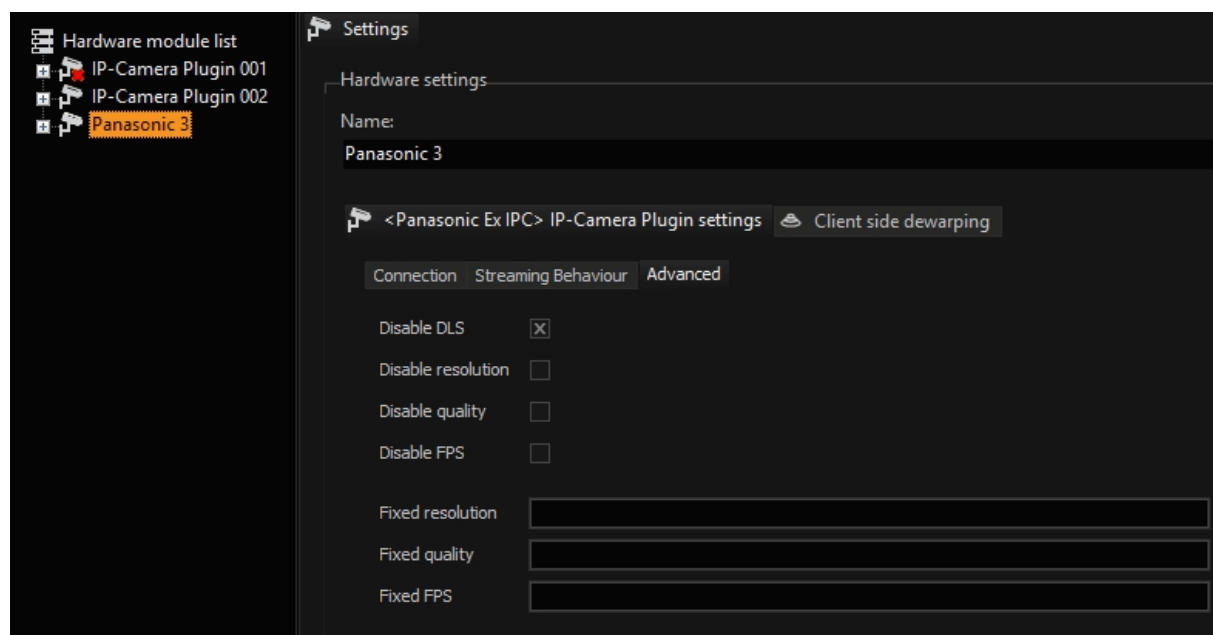 Hardware module list
IP-Camera Plugin 001
IP-Camera Plugin 002
Panasonic 3
Settings
Hardware settings
Name:
Panasonic 3
<Panasonic Ex IPC> IP-Camera Plugin settings Client side dewarping
Connection Streaming Behaviour Advanced
Disable DLS
Disable resolution
Disable quality
Disable FPS
Fixed resolution
Fixed quality
Fixed FPS